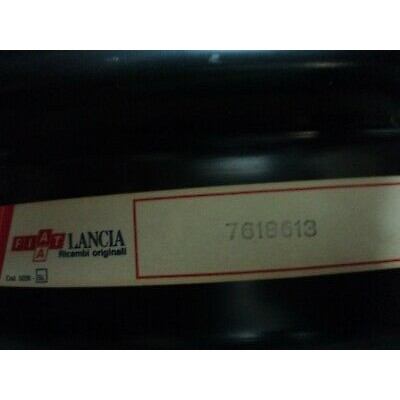 FIAT LANCIA
Ricambi originali
7618613